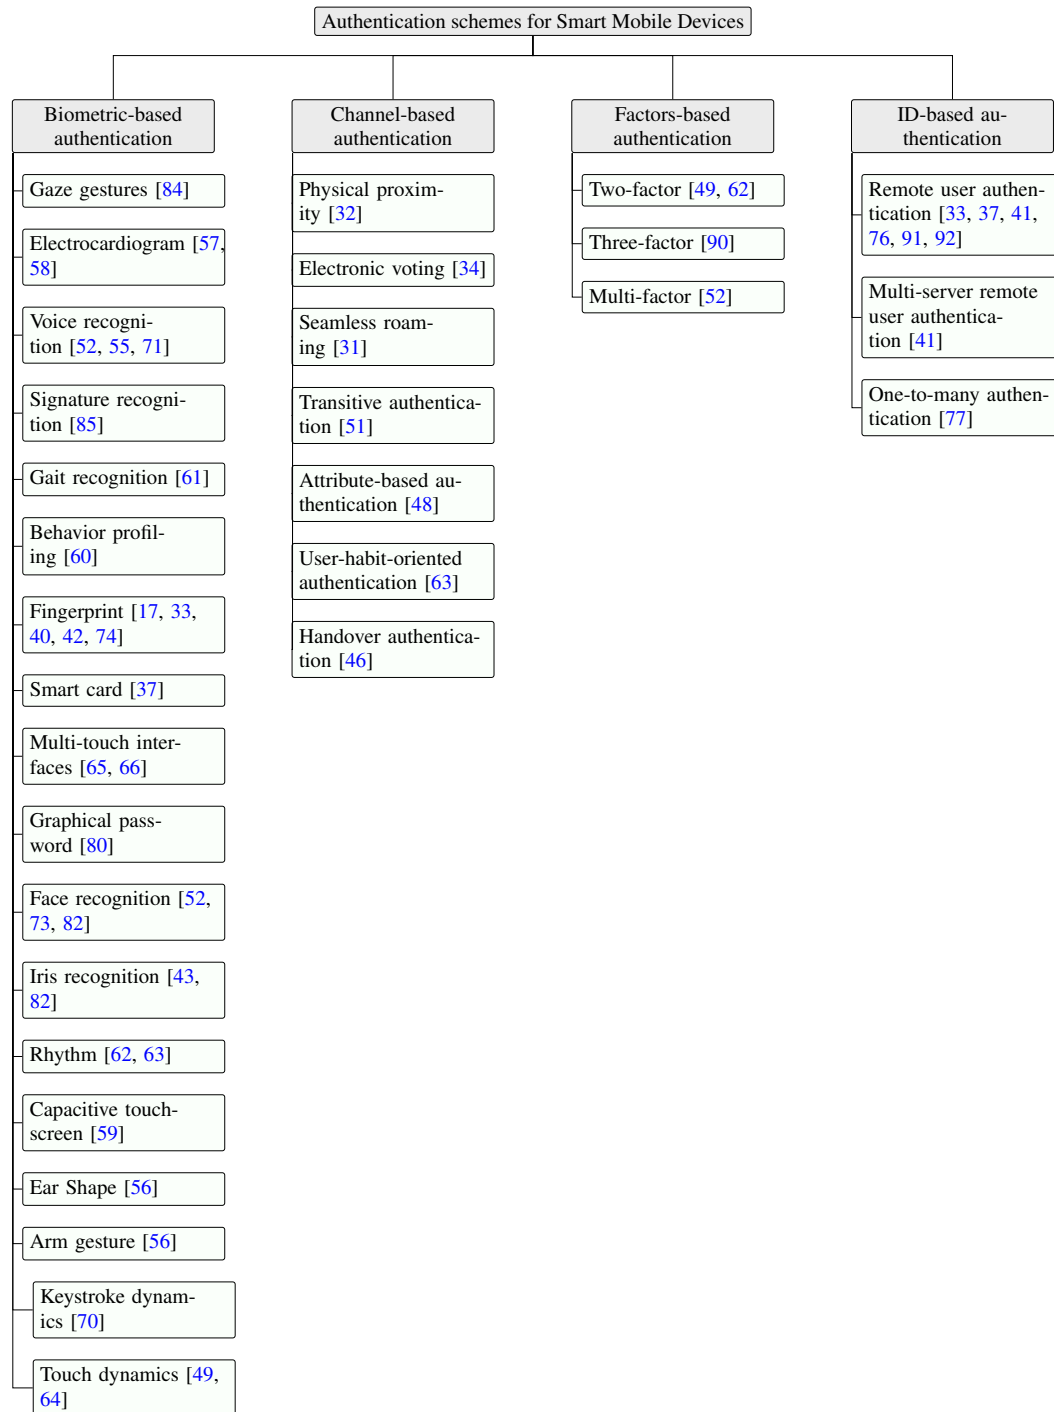 Authentication schemes for Smart Mobile Devices
Biometric-based
authentication
Gaze gestures [84]
Electrocardiogram [57,
58]
Voice recogni-
tion [52, 55, 71]
Signature recogni-
tion [85]
Gait recognition [61]
Behavior profil-
ing [60]
Fingerprint [17, 33,
40, 42, 74]
Smart card [37]
Multi-touch inter-
faces [65, 66]
Graphical pass-
word [80]
Face recognition [52,
73, 82]
Iris recognition [43,
82]
Rhythm [62, 63]
Capacitive touch-
screen [59]
Ear Shape [56]
Arm gesture [56]
Keystroke dynam-
ics [70]
Touch dynamics [49,
64]
Channel-based
authentication
Physical proxim-
ity [32]
Electronic voting [34]
Seamless roam-
ing [31]
Transitive authentica-
tion [51]
Attribute-based au-
thentication [48]
User-habit-oriented
authentication [63]
Handover authentica-
tion [46]
Factors-based
authentication
Two-factor [49, 62]
Three-factor [90]
Multi-factor [52]
ID-based au-
thentication
Remote user authen-
tication [33, 37, 41,
76, 91, 92]
Multi-server remote
user authentica-
tion [41]
One-to-many authen-
tication [77]